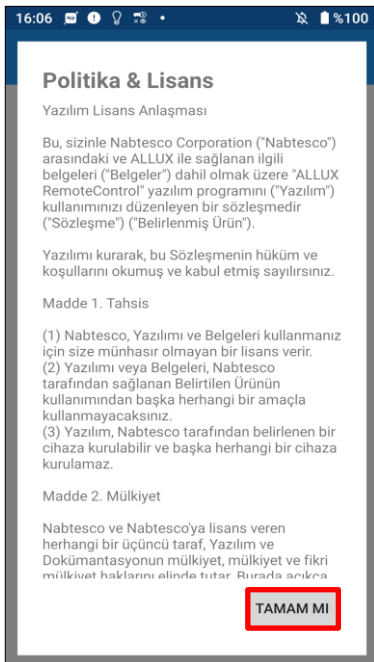 16:06 %100
Politika & Lisans
Yazılım Lisans Anlaşması
Bu, sizinle Nabtesco Corporation ("Nabtesco")
arasındaki ve ALLUX ile sağlanan ilgili
belgeleri ("Belgeler") dahil olmak üzere "ALLUX
RemoteControl" yazılım programını ("Yazılım")
kullanımınızı düzenleyen bir sözleşmedir
("Sözleşme") ("Belirlenmiş Ürün").
Yazılımı kurarak, bu Sözleşmenin hüküm ve
koşullarını okumuş ve kabul etmiş sayılırsınız.
Madde 1. Tahsis
(1) Nabtesco, Yazılımı ve Belgeleri kullanmanız
için size münhasır olmayan bir lisans verir.
(2) Yazılımı veya Belgeleri, Nabtesco
tarafından sağlanan Belirtilen Ürünün
kullanımından başka herhangi bir amaçla
kullanmayacaksınız.
(3) Yazılım, Nabtesco tarafından belirlenen bir
cihaza kurulabilir ve başka herhangi bir cihaza
kurulamaz.
Madde 2. Mülkiyet
Nabtesco ve Nabtesco'ya lisans veren
herhangi bir üçüncü taraf, Yazılım ve
Dokümantasyonun mülkiyet, mülkiyet ve fikri
mülkiyet haklarını elinde tutar. Burada açıkça
TAMAM MI